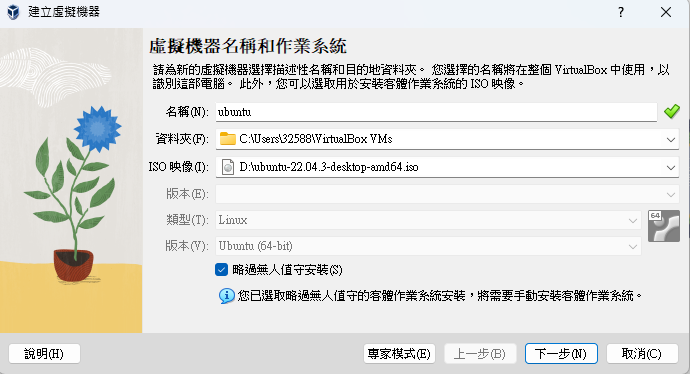 建立虛擬機器
虛擬機器名稱和作業系統
請為新的虛擬機器選擇描述性名稱和目的地資料夾。 您選擇的名稱將在整個 VirtualBox 中使用，以
識別這部電腦。 此外，您可以選取用於安裝客體作業系統的 ISO 映像。
名稱(N): ubuntu
資料夾(F): C:\Users\32588\VirtualBox VMs
ISO 映像(I): D:\ubuntu-22.04.3-desktop-amd64.iso
版本(E):
類型(T): Linux
64
版本(V): Ubuntu (64-bit)
略過無人值守安裝(S)
您已選取略過無人值守的客體作業系統安裝，將需要手動安裝客體作業系統。
說明(H) 專家模式(E) 上一步(B) 下一步(N) 取消(C)